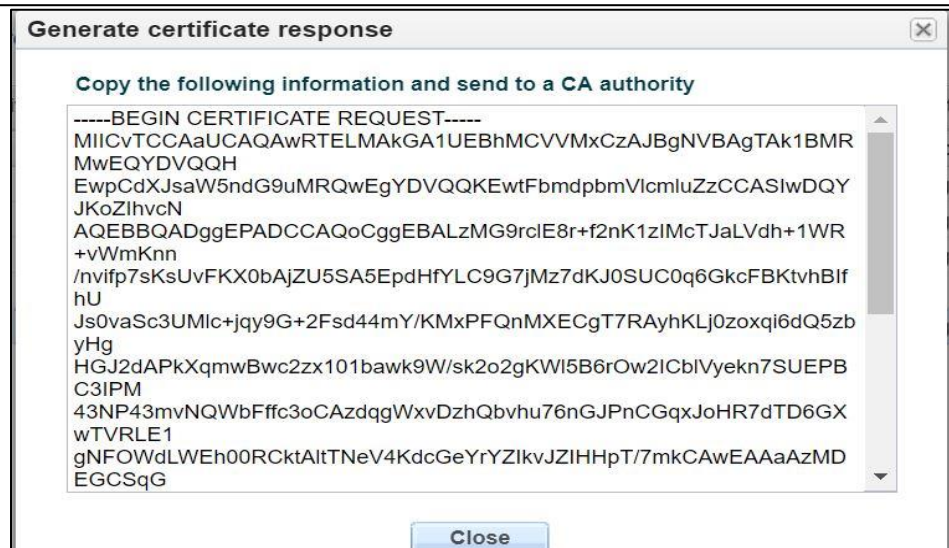 Generate certificate response
Copy the following information and send to a CA authority
-----BEGIN CERTIFICATE REQUEST-----
MIICvTCCAaUCAQAwRTELMAkGA1UEBhMCVVMxCzAJBgNVBAgTAk1BMR
MwEQYDVQQH
EwpCdXJsaW5ndG9uMRQwEgYDVQQKEwtFbmdpbmVlcmluZzCCASIwDQY
JKoZIhvcN
AQEBBQADggEPADCCAQoCggEBALzMG9rclE8r+f2nK1zIMcTJaLVdh+1WR
+vWmKnn
/nvifp7sKsUvFKX0bAjZU5SA5EpdHfYLC9G7jMz7dKJ0SUC0q6GkcFBKtvhBIf
hU
Js0vaSc3UMlc+jqy9G+2Fsd44mY/KMxPFQnMXECgT7RAyhKLj0zoxqi6dQ5zb
yHg
HGJ2dAPkXqmwBwc2zx101bawk9W/sk2o2gKWl5B6rOw2ICblVyekn7SUEPB
C3IPM
43NP43mvNQWbFffc3oCAzdqgWxvDzhQbvhu76nGJPnCGqxJoHR7dTD6GX
wTVRLE1
gNFOWdLWEh00RCktAltTNeV4KdcGeYrYZIkvJZIHHpT/7mkCAwEAAaAzMD
EGCSqG
Close